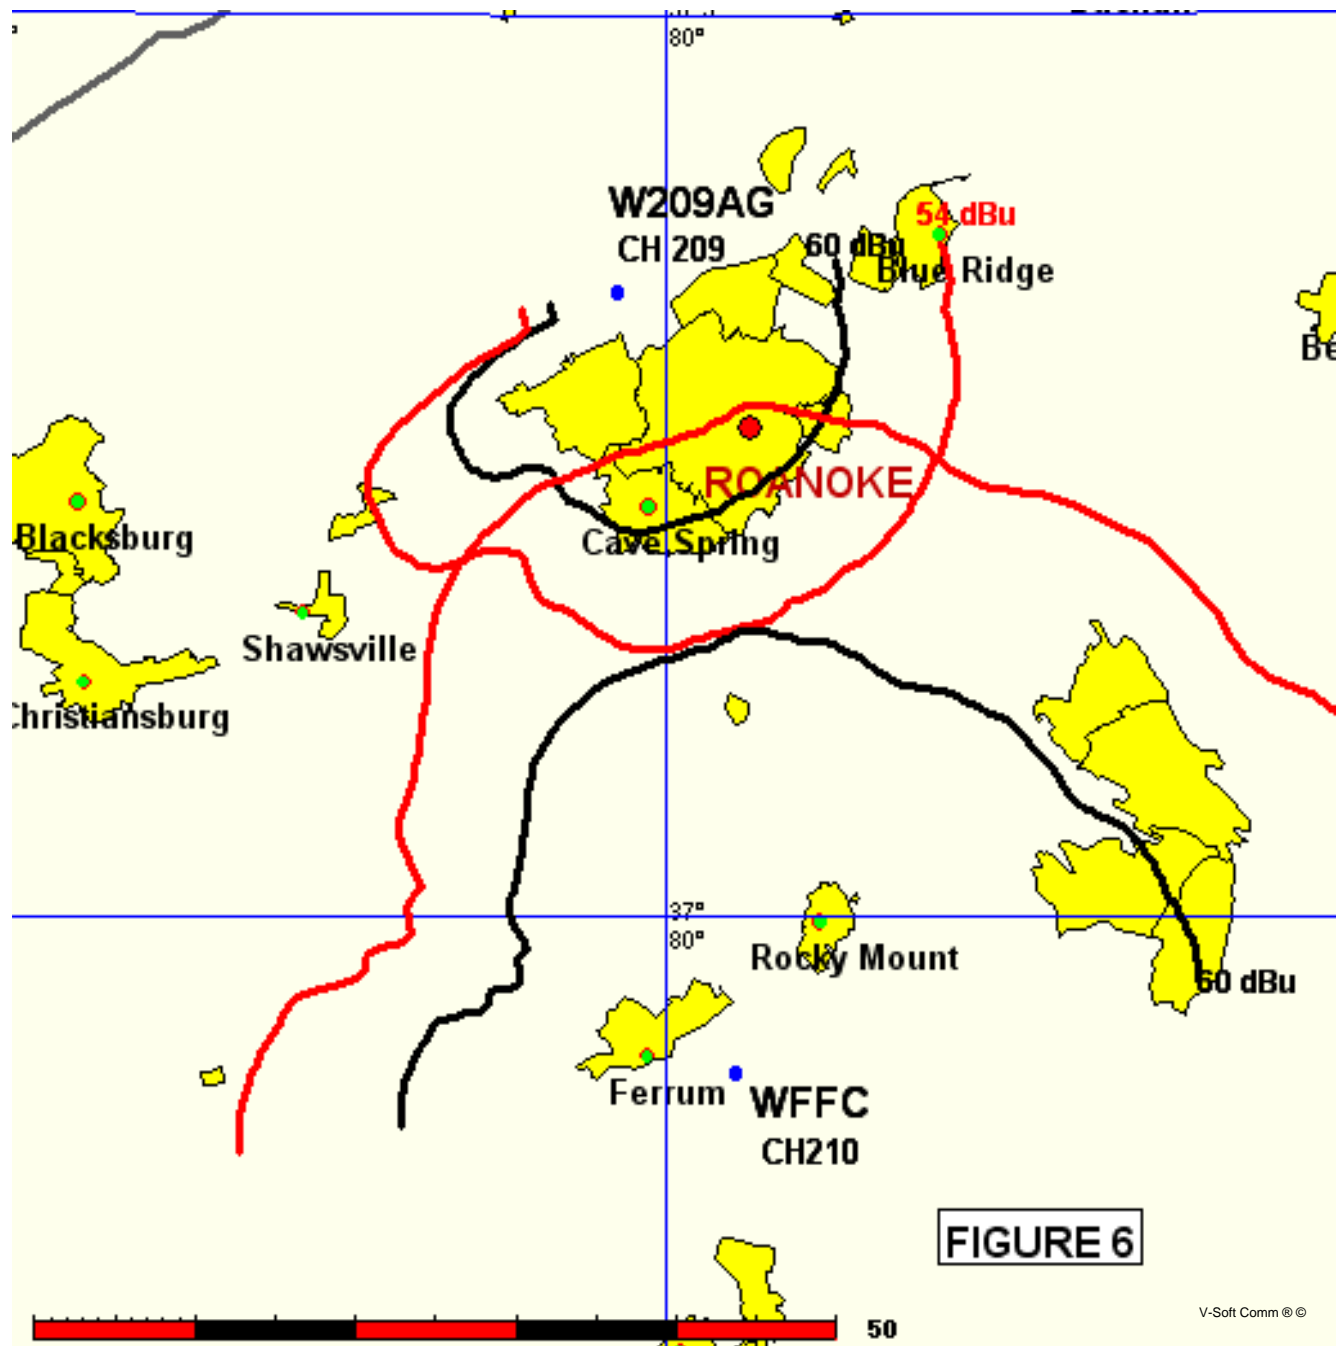 80°
W209AG
54 dBu
CH 209
60 dBu
Blue Ridge
Be
ROANOKE
Blacksburg
Cave Spring
Shawsville
Christiansburg
37°
80°
Rocky Mount
60 dBu
Ferrum
WFFC
CH210
FIGURE 6
V-Soft Comm ® ©
50